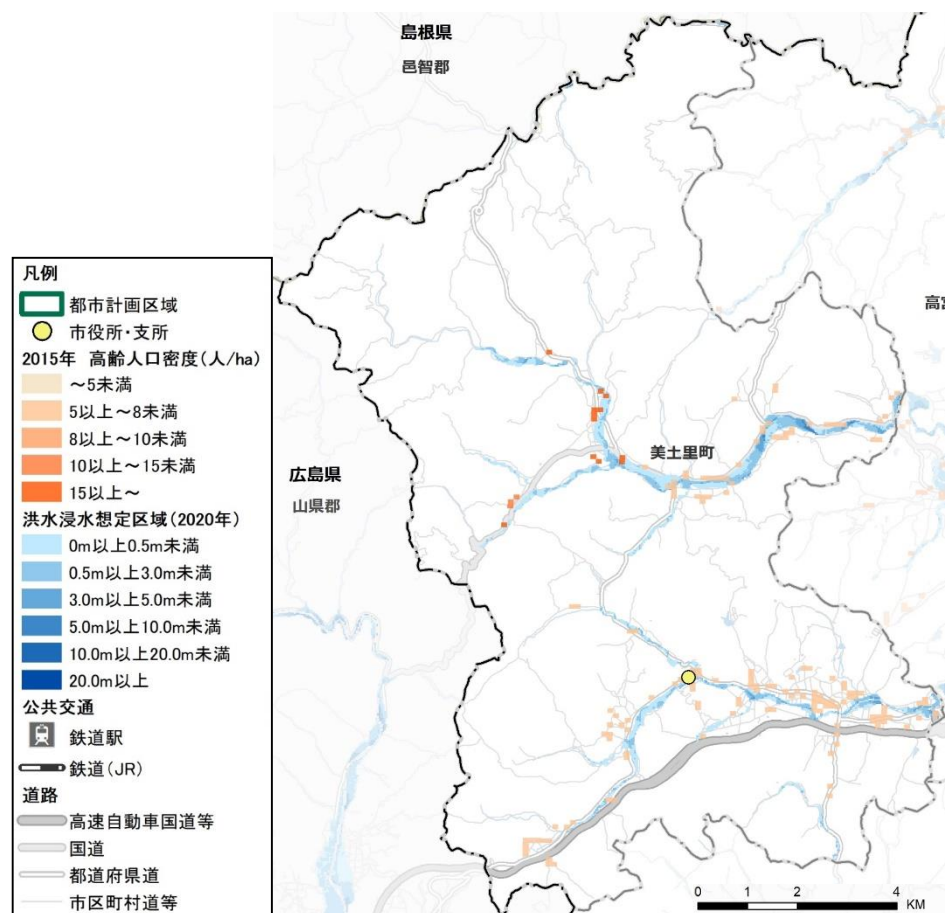 島根県
邑智郡
高宮
美土里町
広島県
山県郡
凡例
都市計画区域
市役所・支所
2015年 高齢人口密度(人/ha)
～5未満
5以上～8未満
8以上～10未満
10以上～15未満
15以上～
洪水浸水想定区域(2020年)
0m以上0.5m未満
0.5m以上3.0m未満
3.0m以上5.0m未満
5.0m以上10.0m未満
10.0m以上20.0m未満
20.0m以上
公共交通
鉄道駅
鉄道(JR)
道路
高速自動車国道等
国道
都道府県道
市区町村道等
0 1 2 4
KM